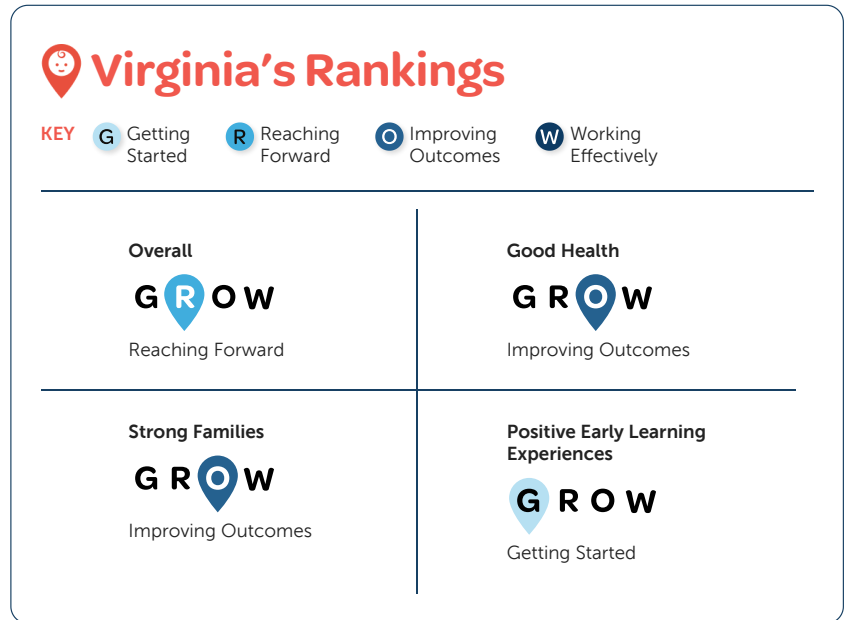 Virginia's Rankings
KEY
G Getting Started
R Reaching Forward
O Improving Outcomes
W Working Effectively
Overall
G R O W
Reaching Forward
Good Health
G R O W
Improving Outcomes
Strong Families
G R O W
Improving Outcomes
Positive Early Learning
Experiences
G R O W
Getting Started